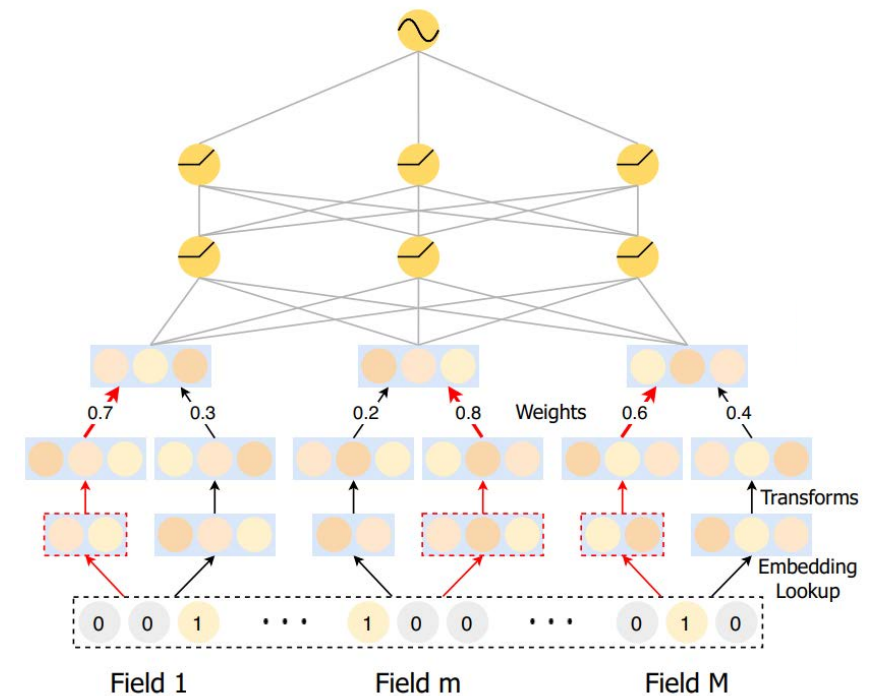 0.7 0.3 0.2 0.8 Weights 0.6 0.4
Transforms
Embedding
Lookup
0 0 1 ... 1 0 0 ... 0 1 0
Field 1 Field m Field M